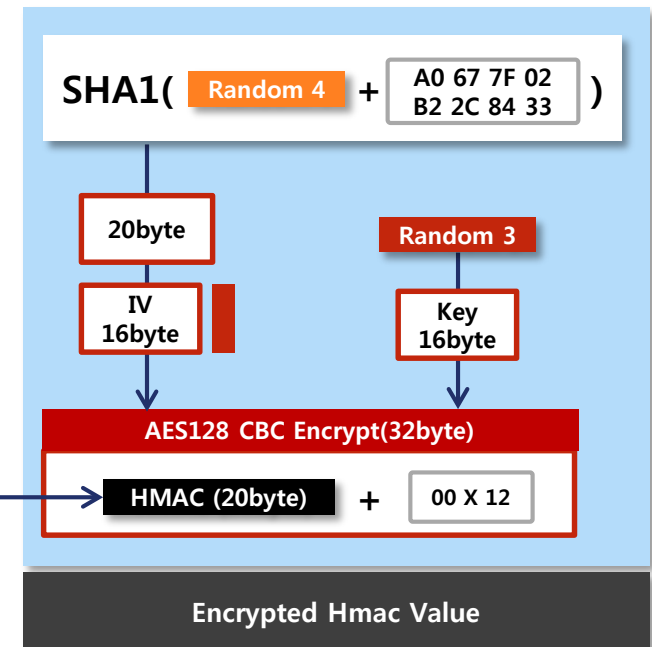 SHA1( Random 4 + A0 67 7F 02 )
B2 2C 84 33
20byte
Random 3
IV
16byte
Key
16byte
AES128 CBC Encrypt(32byte)
HMAC (20byte) + 00 X 12
Encrypted Hmac Value